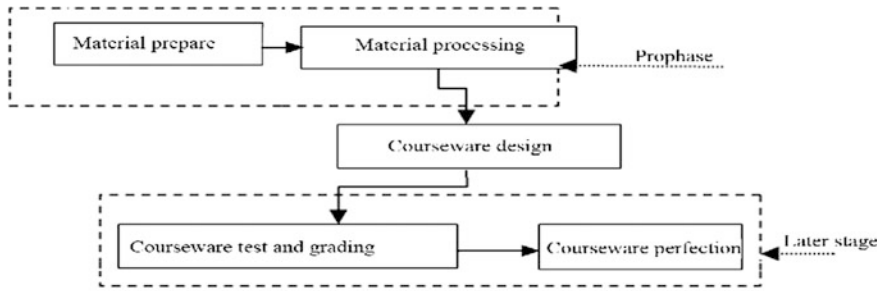 Material prepare
Material processing
Prophase
Courseware design
Courseware test and grading
Courseware perfection
Later stage